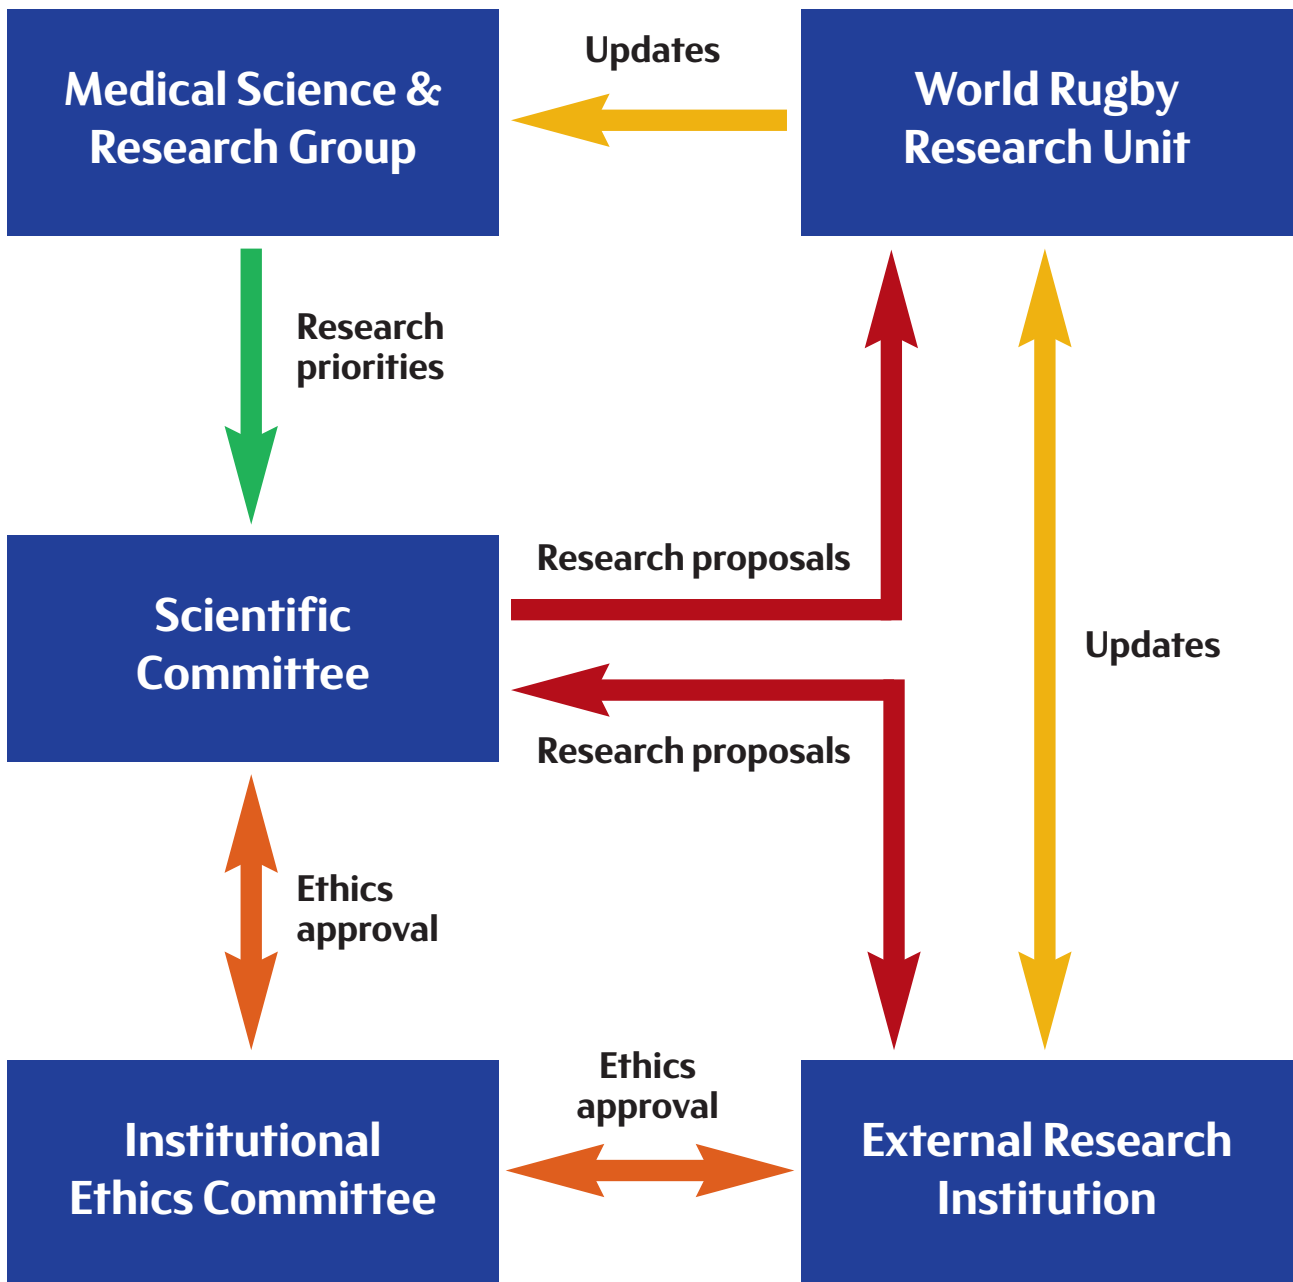 Medical Science &
Research Group
Updates
World Rugby
Research Unit
Research
priorities
Scientific
Committee
Research proposals
Research proposals
Updates
Ethics
approval
Institutional
Ethics Committee
Ethics
approval
External Research
Institution